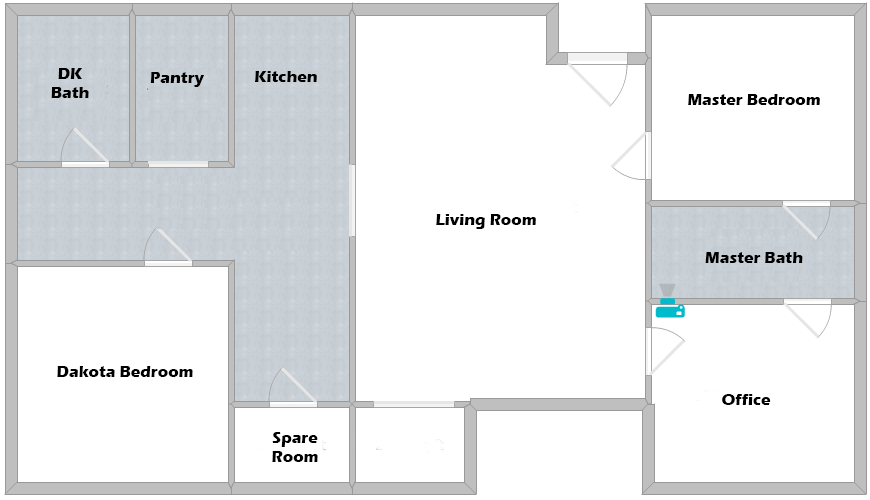 DK
Bath
Pantry
Kitchen
Master Bedroom
Living Room
Master Bath
Dakota Bedroom
Office
Spare
Room